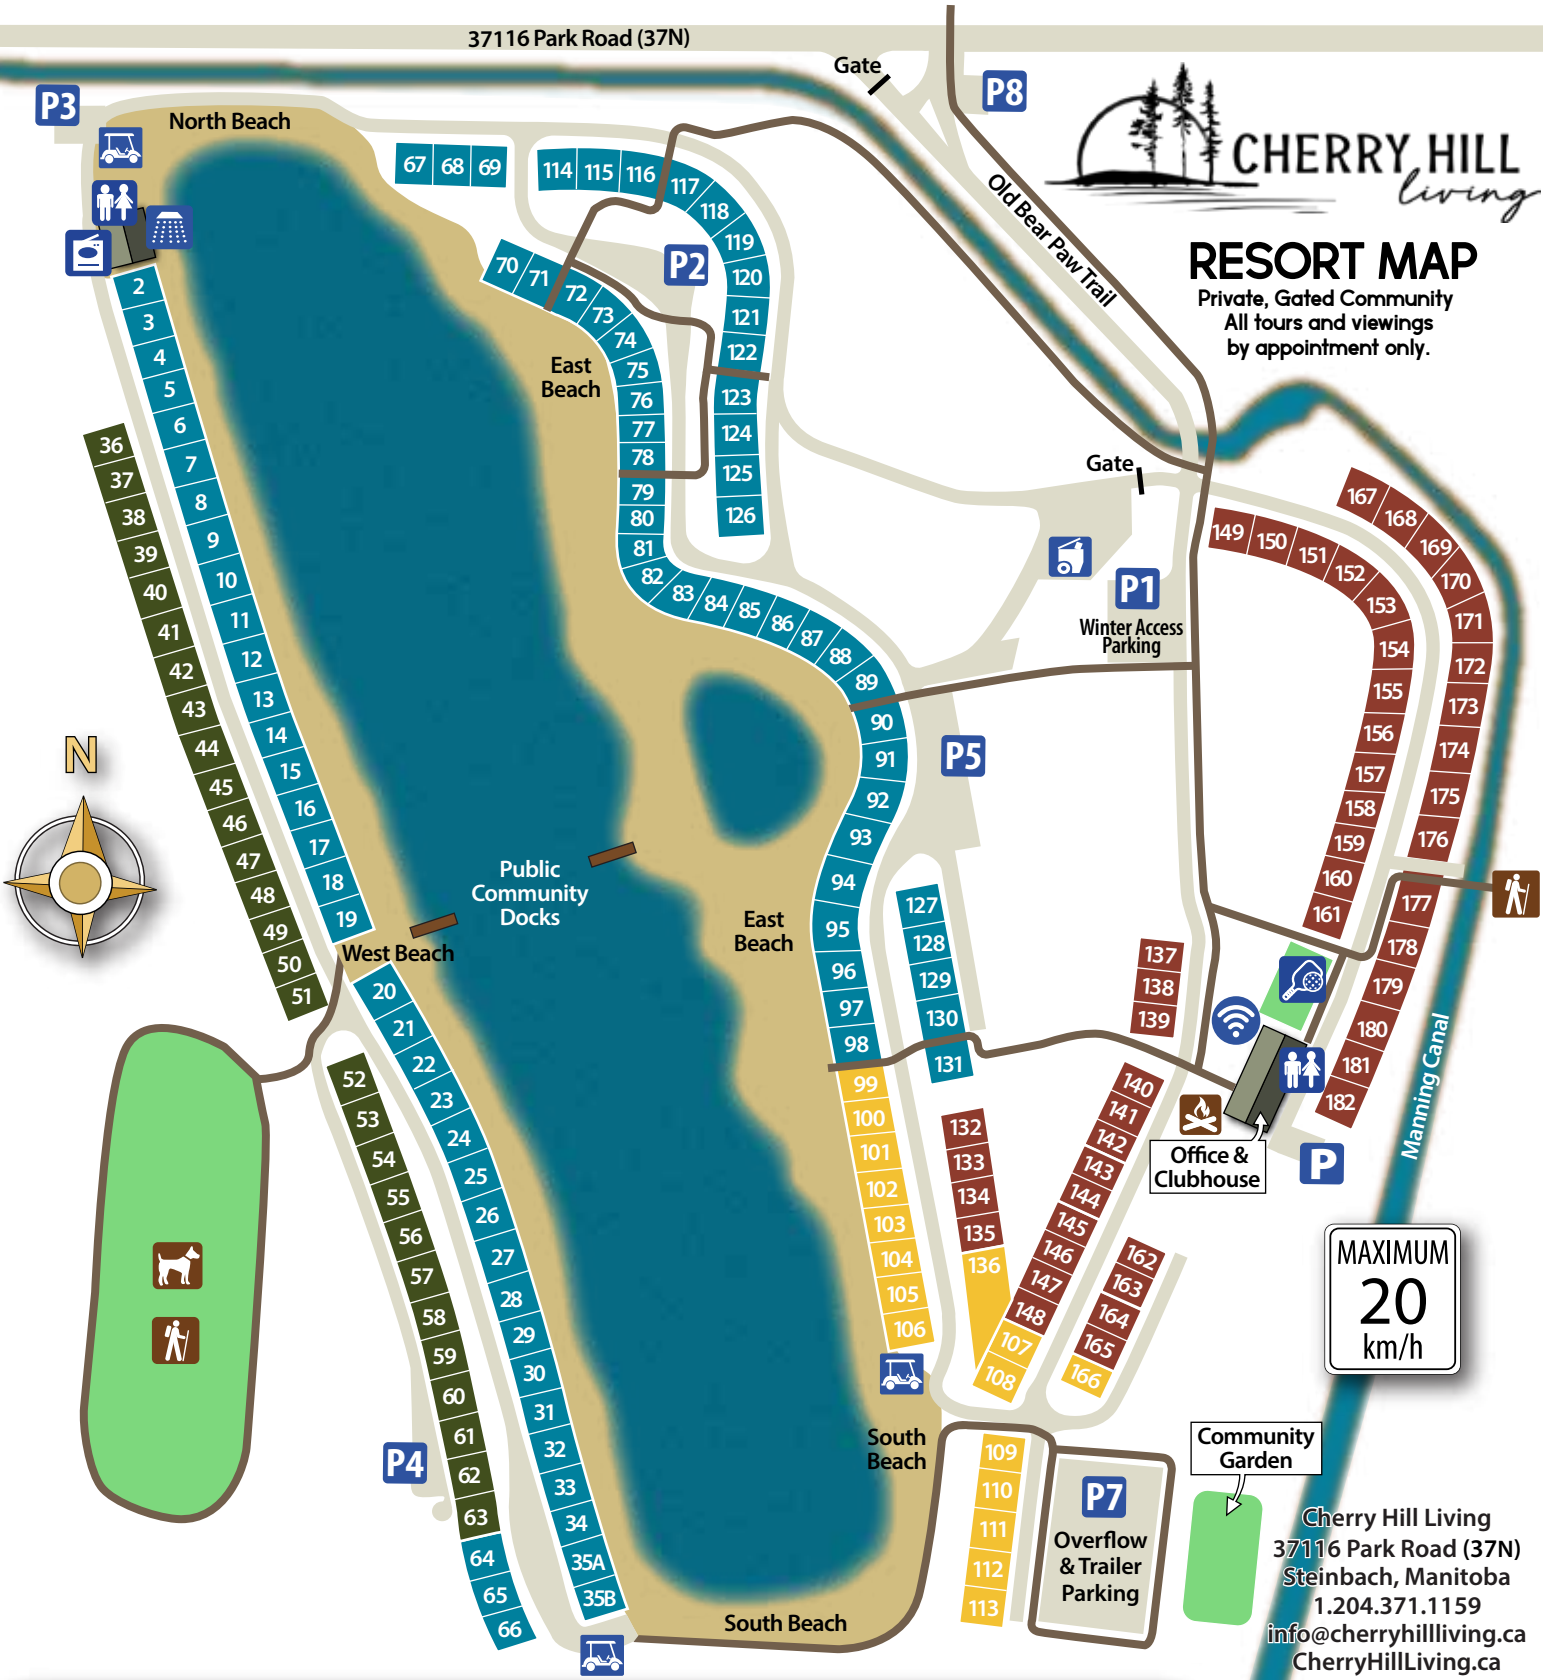 37116 Park Road (37N)
Gate
P3
P8
North Beach
CHERRY HILL
living
Old Bear Paw Trail
RESORT MAP
Private, Gated Community
All tours and viewings
by appointment only.
67 68 69
114 115 116 117 118 119 120 121 122 123 124 125 126
P2
70 71 72 73 74 75 76 77 78 79 80 81 82 83 84 85 86 87 88 89 90 91 92 93 94 95 96 97 98
East
Beach
2 3 4 5 6 7 8 9 10 11 12 13 14 15 16 17 18 19
36 37 38 39 40 41 42 43 44 45 46 47 48 49 50 51
Gate
P1
Winter Access
Parking
149 150 151 152 153 154 155 156 157 158 159 160 161
167 168 169 170 171 172 173 174 175 176 177 178 179 180 181 182
N
P5
Public
Community
Docks
East
Beach
West Beach
127 128 129 130 131
137 138 139
20 21 22 23 24 25 26 27 28 29 30 31 32 33 34 35A 35B
52 53 54 55 56 57 58 59 60 61 62 63 64 65 66
99 100 101 102 103 104 105 106
132 133 134 135 136
140 141 142 143 144 145 146 147 148 107 108
162 163 164 165 166
Office &
Clubhouse
P
Manning Canal
MAXIMUM
20
km/h
P4
South
Beach
109 110 111 112 113
P7
Overflow
& Trailer
Parking
Community
Garden
South Beach
Cherry Hill Living
37116 Park Road (37N)
Steinbach, Manitoba
1.204.371.1159
info@cherryhillliving.ca
CherryHillLiving.ca